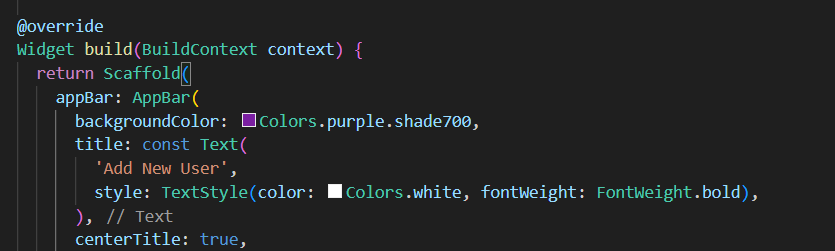 @override
Widget build(BuildContext context) {
  return Scaffold(
    appBar: AppBar(
      backgroundColor: Colors.purple.shade700,
      title: const Text(
        'Add New User',
        style: TextStyle(color: Colors.white, fontWeight: FontWeight.bold),
      ), // Text
      centerTitle: true,